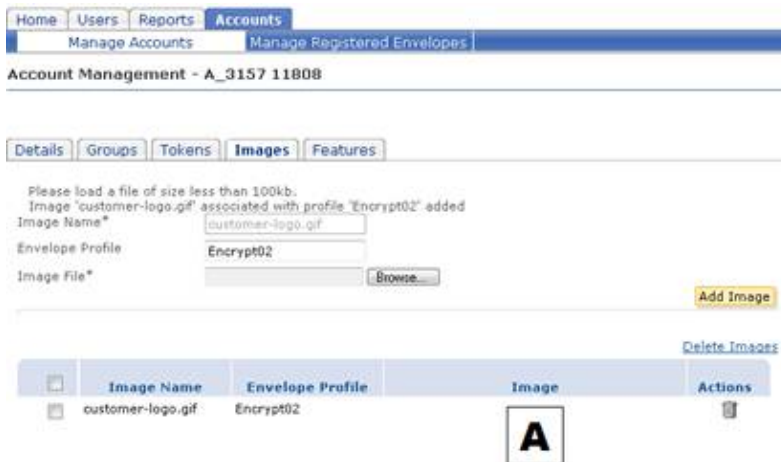 Home Users Reports Accounts
Manage Accounts Manage Registered Envelopes
Account Management - A_3157 11808
Details Groups Tokens Images Features
Please load a file of size less than 100kb.
Image 'customer-logo.gif' associated with profile 'Encrypt02' added
Image Name* customer-logo.gif
Envelope Profile Encrypt02
Image File* Browse...
Add Image
Delete Images
Image Name Envelope Profile Image Actions
customer-logo.gif Encrypt02
A